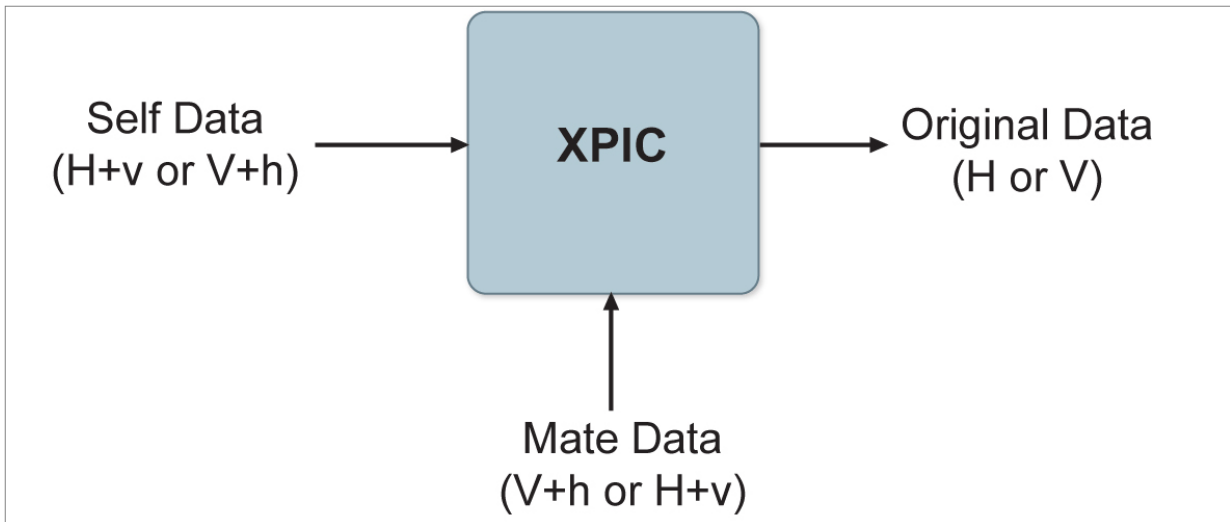 Self Data
(H+v or V+h)
XPIC
Original Data
(H or V)
Mate Data
(V+h or H+v)